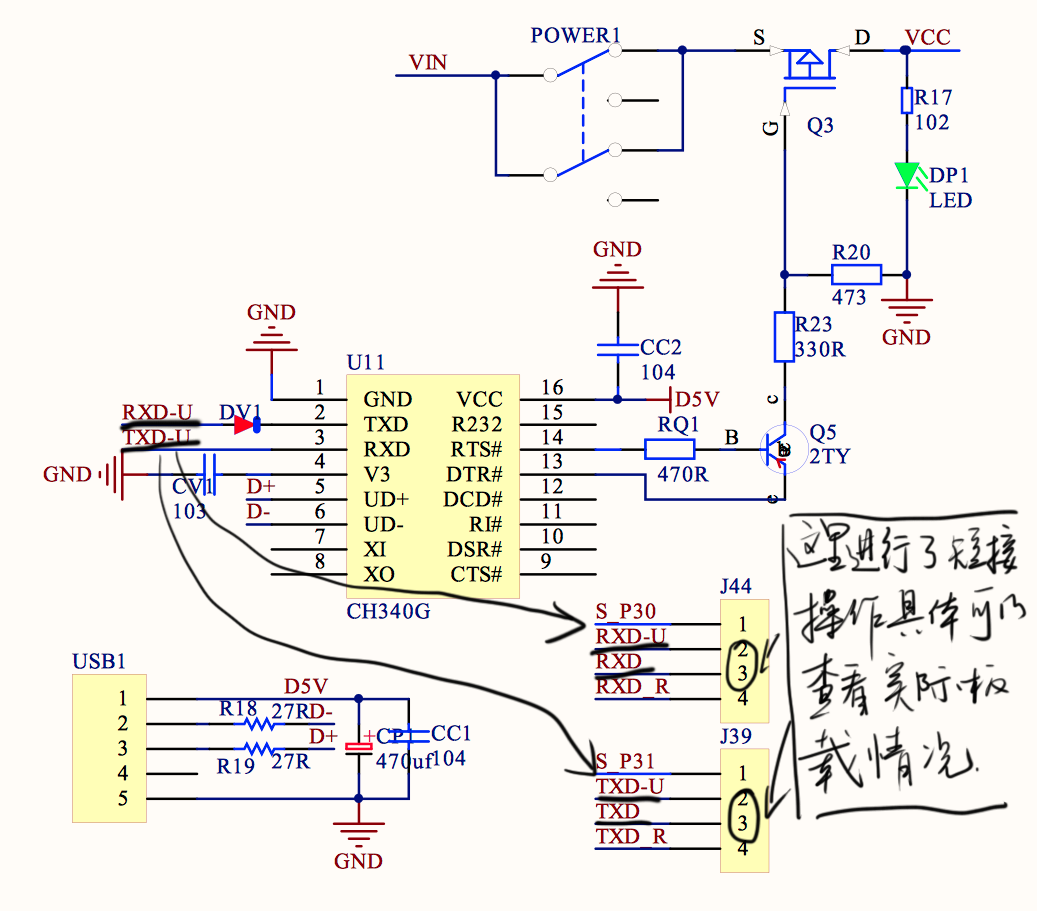 POWER1
VIN
S
D
VCC
G
Q3
R17
102
DP1
LED
GND
R20
473
GND
R23
330R
CC2
104
GND
U11
1
2
3
4
5
6
7
8
GND
TXD
RXD
V3
UD+
UD-
XI
XO
VCC
R232
RTS#
DTR#
DCD#
RI#
DSR#
CTS#
16
15
14
13
12
11
10
9
CH340G
D5V
RXD-U
DV1
TXD-U
GND
CV1
103
D+
D-
RQ1
470R
B
c
Q5
2TY
e
这里进行了短接
操作具体可以
查看实际板
载情况.
J44
S_P30
1
RXD-U
2
RXD
3
RXD_R
4
J39
S_P31
1
TXD-U
2
TXD
3
TXD_R
4
USB1
1
2
3
4
5
D5V
R18
27R
D-
D+
R19
27R
+
CP
470uf
CC1
104
GND